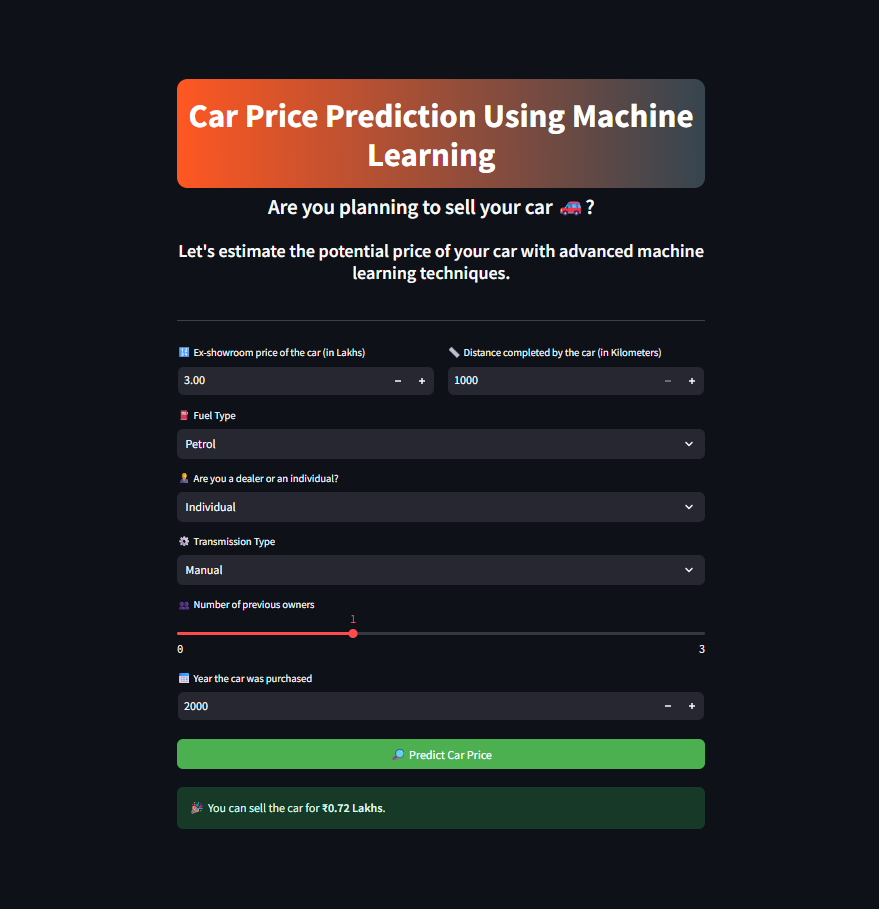 Car Price Prediction Using Machine
Learning
Are you planning to sell your car 🚗 ?
Let's estimate the potential price of your car with advanced machine
learning techniques.
🔢 Ex-showroom price of the car (in Lakhs)
📏 Distance completed by the car (in Kilometers)
3.00 − +
1000 − +
⛽ Fuel Type
Petrol
Are you a dealer or an individual?
Individual
⚙️ Transmission Type
Manual
👥 Number of previous owners
1
0 3
📅 Year the car was purchased
2000 − +
🔎 Predict Car Price
🎉 You can sell the car for ₹0.72 Lakhs.